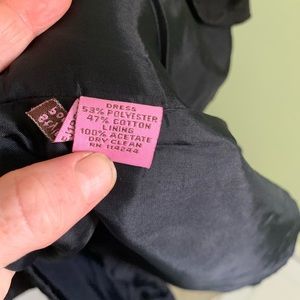 DRESS
53% POLYESTER
47% COTTON
LINING
100% ACETATE
DRY CLEAN
RN 114244